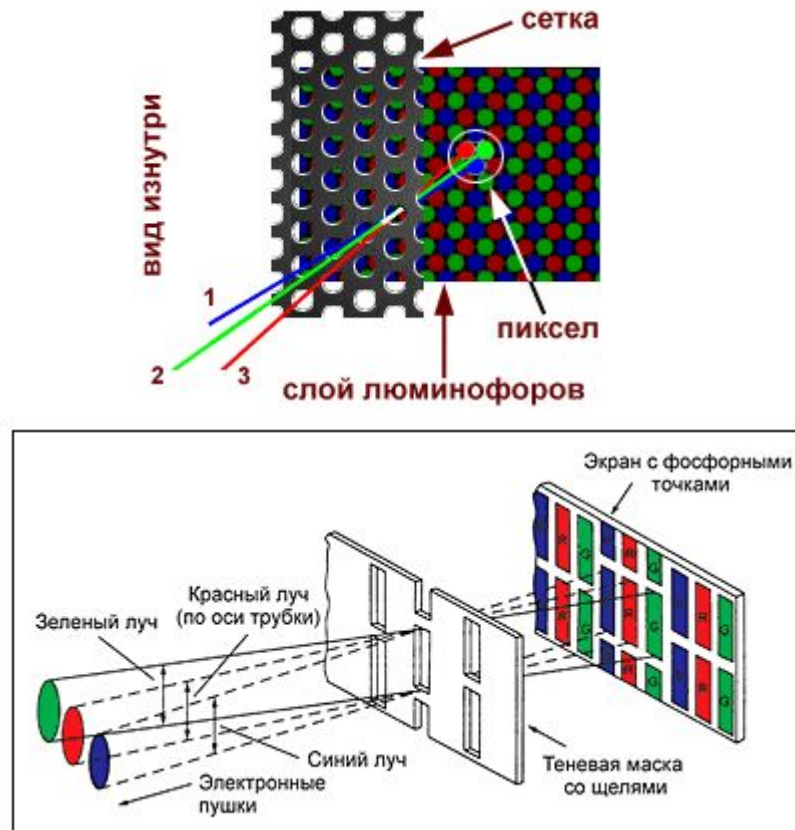 сетка
вид изнутри
1
2
3
пиксел
слой люминофоров
Экран с фосфорными
точками
Красный луч
(по оси трубки)
Зеленый луч
Синий луч
Электронные
пушки
Теневая маска
со щелями
R
G
R
G
R
G
R
G
R
G
R
G
R
G
R
G